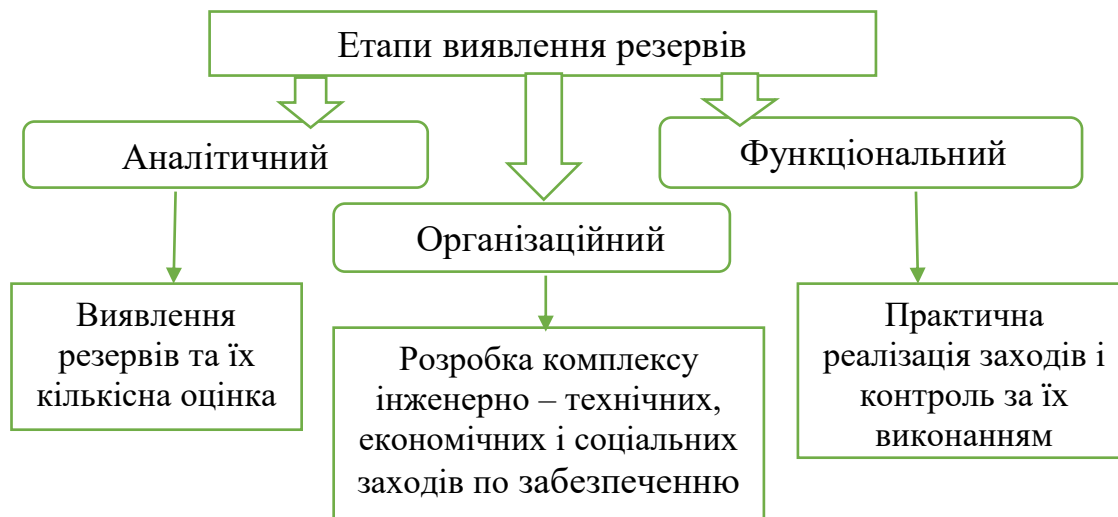 Етапи виявлення резервів
Аналітичний
Функціональний
Організаційний
Виявлення
резервів та їх
кількісна оцінка
Розробка комплексу
інженерно – технічних,
економічних і соціальних
заходів по забезпеченню
Практична
реалізація заходів і
контроль за їх
виконанням